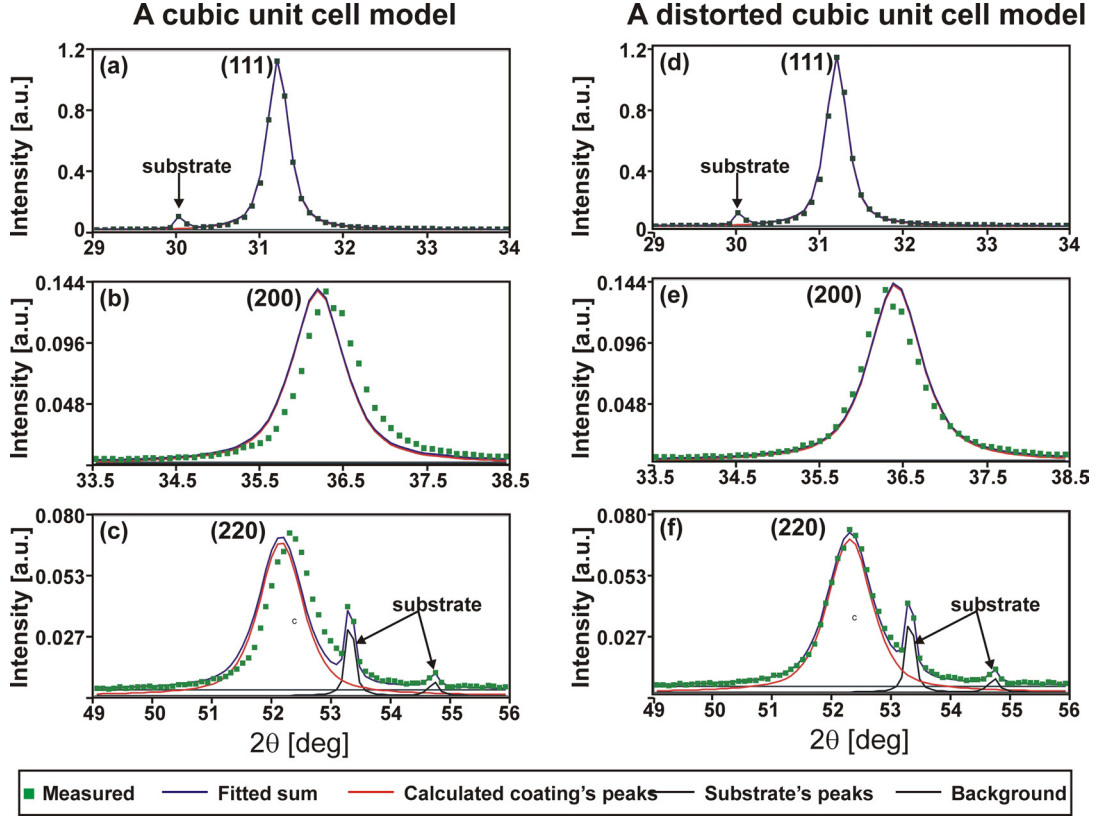 A cubic unit cell model
A distorted cubic unit cell model
(a)
(111)
substrate
Intensity [a.u.]
1.2
0.8
0.4
0
29 30 31 32 33 34
(d)
(111)
substrate
Intensity [a.u.]
1.2
0.8
0.4
0
29 30 31 32 33 34
(b)
(200)
Intensity [a.u.]
0.144
0.096
0.048
33.5 34.5 35.5 36.5 37.5 38.5
(e)
(200)
Intensity [a.u.]
0.144
0.096
0.048
33.5 34.5 35.5 36.5 37.5 38.5
(c)
(220)
substrate
c
Intensity [a.u.]
0.080
0.053
0.027
49 50 51 52 53 54 55 56
2θ [deg]
(f)
(220)
substrate
c
Intensity [a.u.]
0.080
0.053
0.027
49 50 51 52 53 54 55 56
2θ [deg]
Measured Fitted sum Calculated coating's peaks Substrate's peaks Background